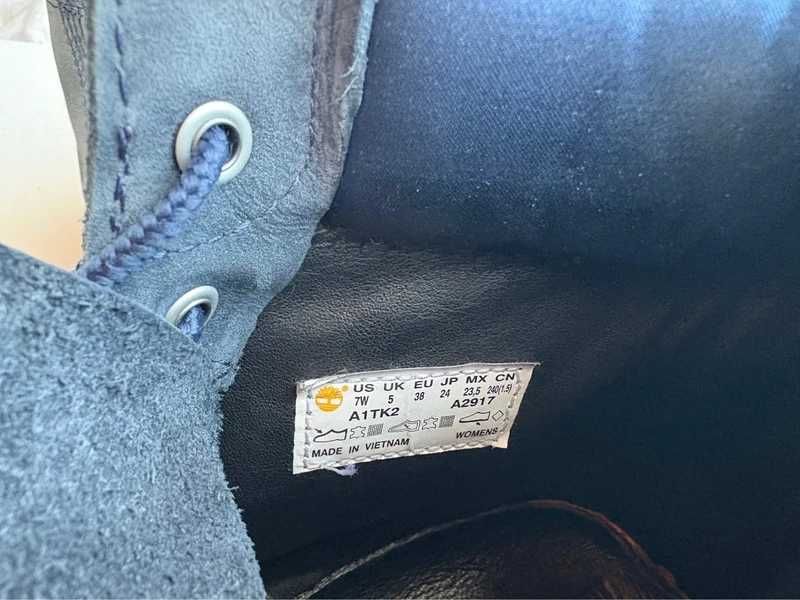 US UK EU JP MX CN
7W 5 38 24 23,5 240(1.5)
A1TK2 A2917
MADE IN VIETNAM WOMENS